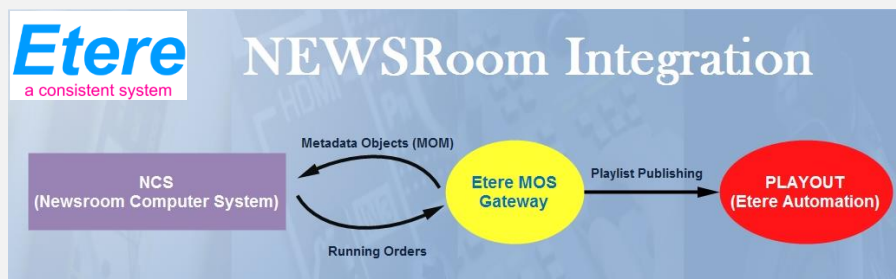 Etere
a consistent system
NEWSRoom Integration
Metadata Objects (MOM)
NCS
(Newsroom Computer System)
Etere MOS
Gateway
Playlist Publishing
PLAYOUT
(Etere Automation)
Running Orders
HDMI